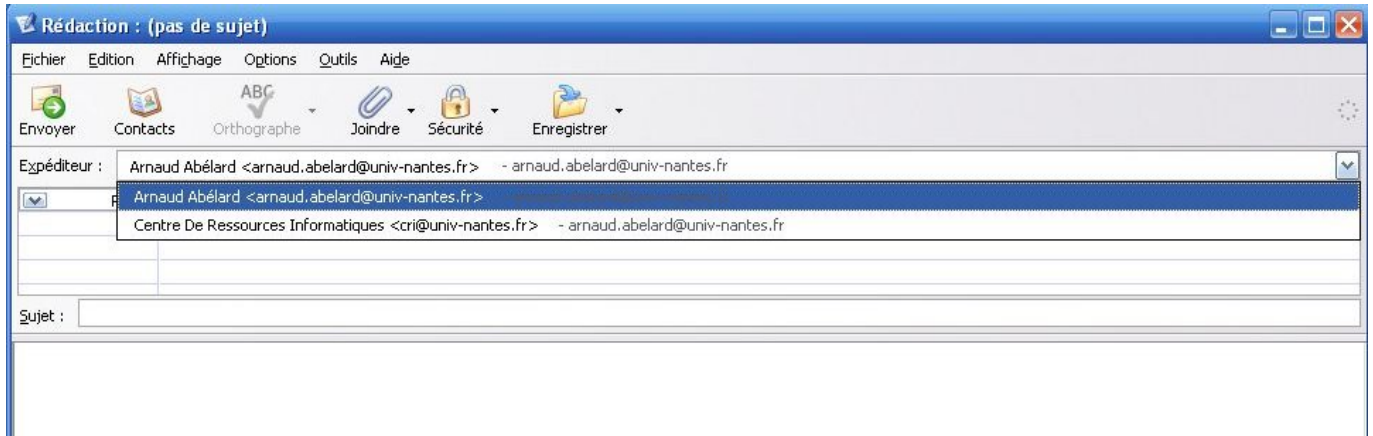 Rédaction : (pas de sujet)
Fichier Edition Affichage Options Outils Aide
ABC
Envoyer Contacts Orthographe Joindre Sécurité Enregistrer
Expéditeur : Arnaud Abélard <arnaud.abelard@univ-nantes.fr> - arnaud.abelard@univ-nantes.fr
Arnaud Abélard <arnaud.abelard@univ-nantes.fr>
Centre De Ressources Informatiques <cri@univ-nantes.fr> - arnaud.abelard@univ-nantes.fr
Sujet :